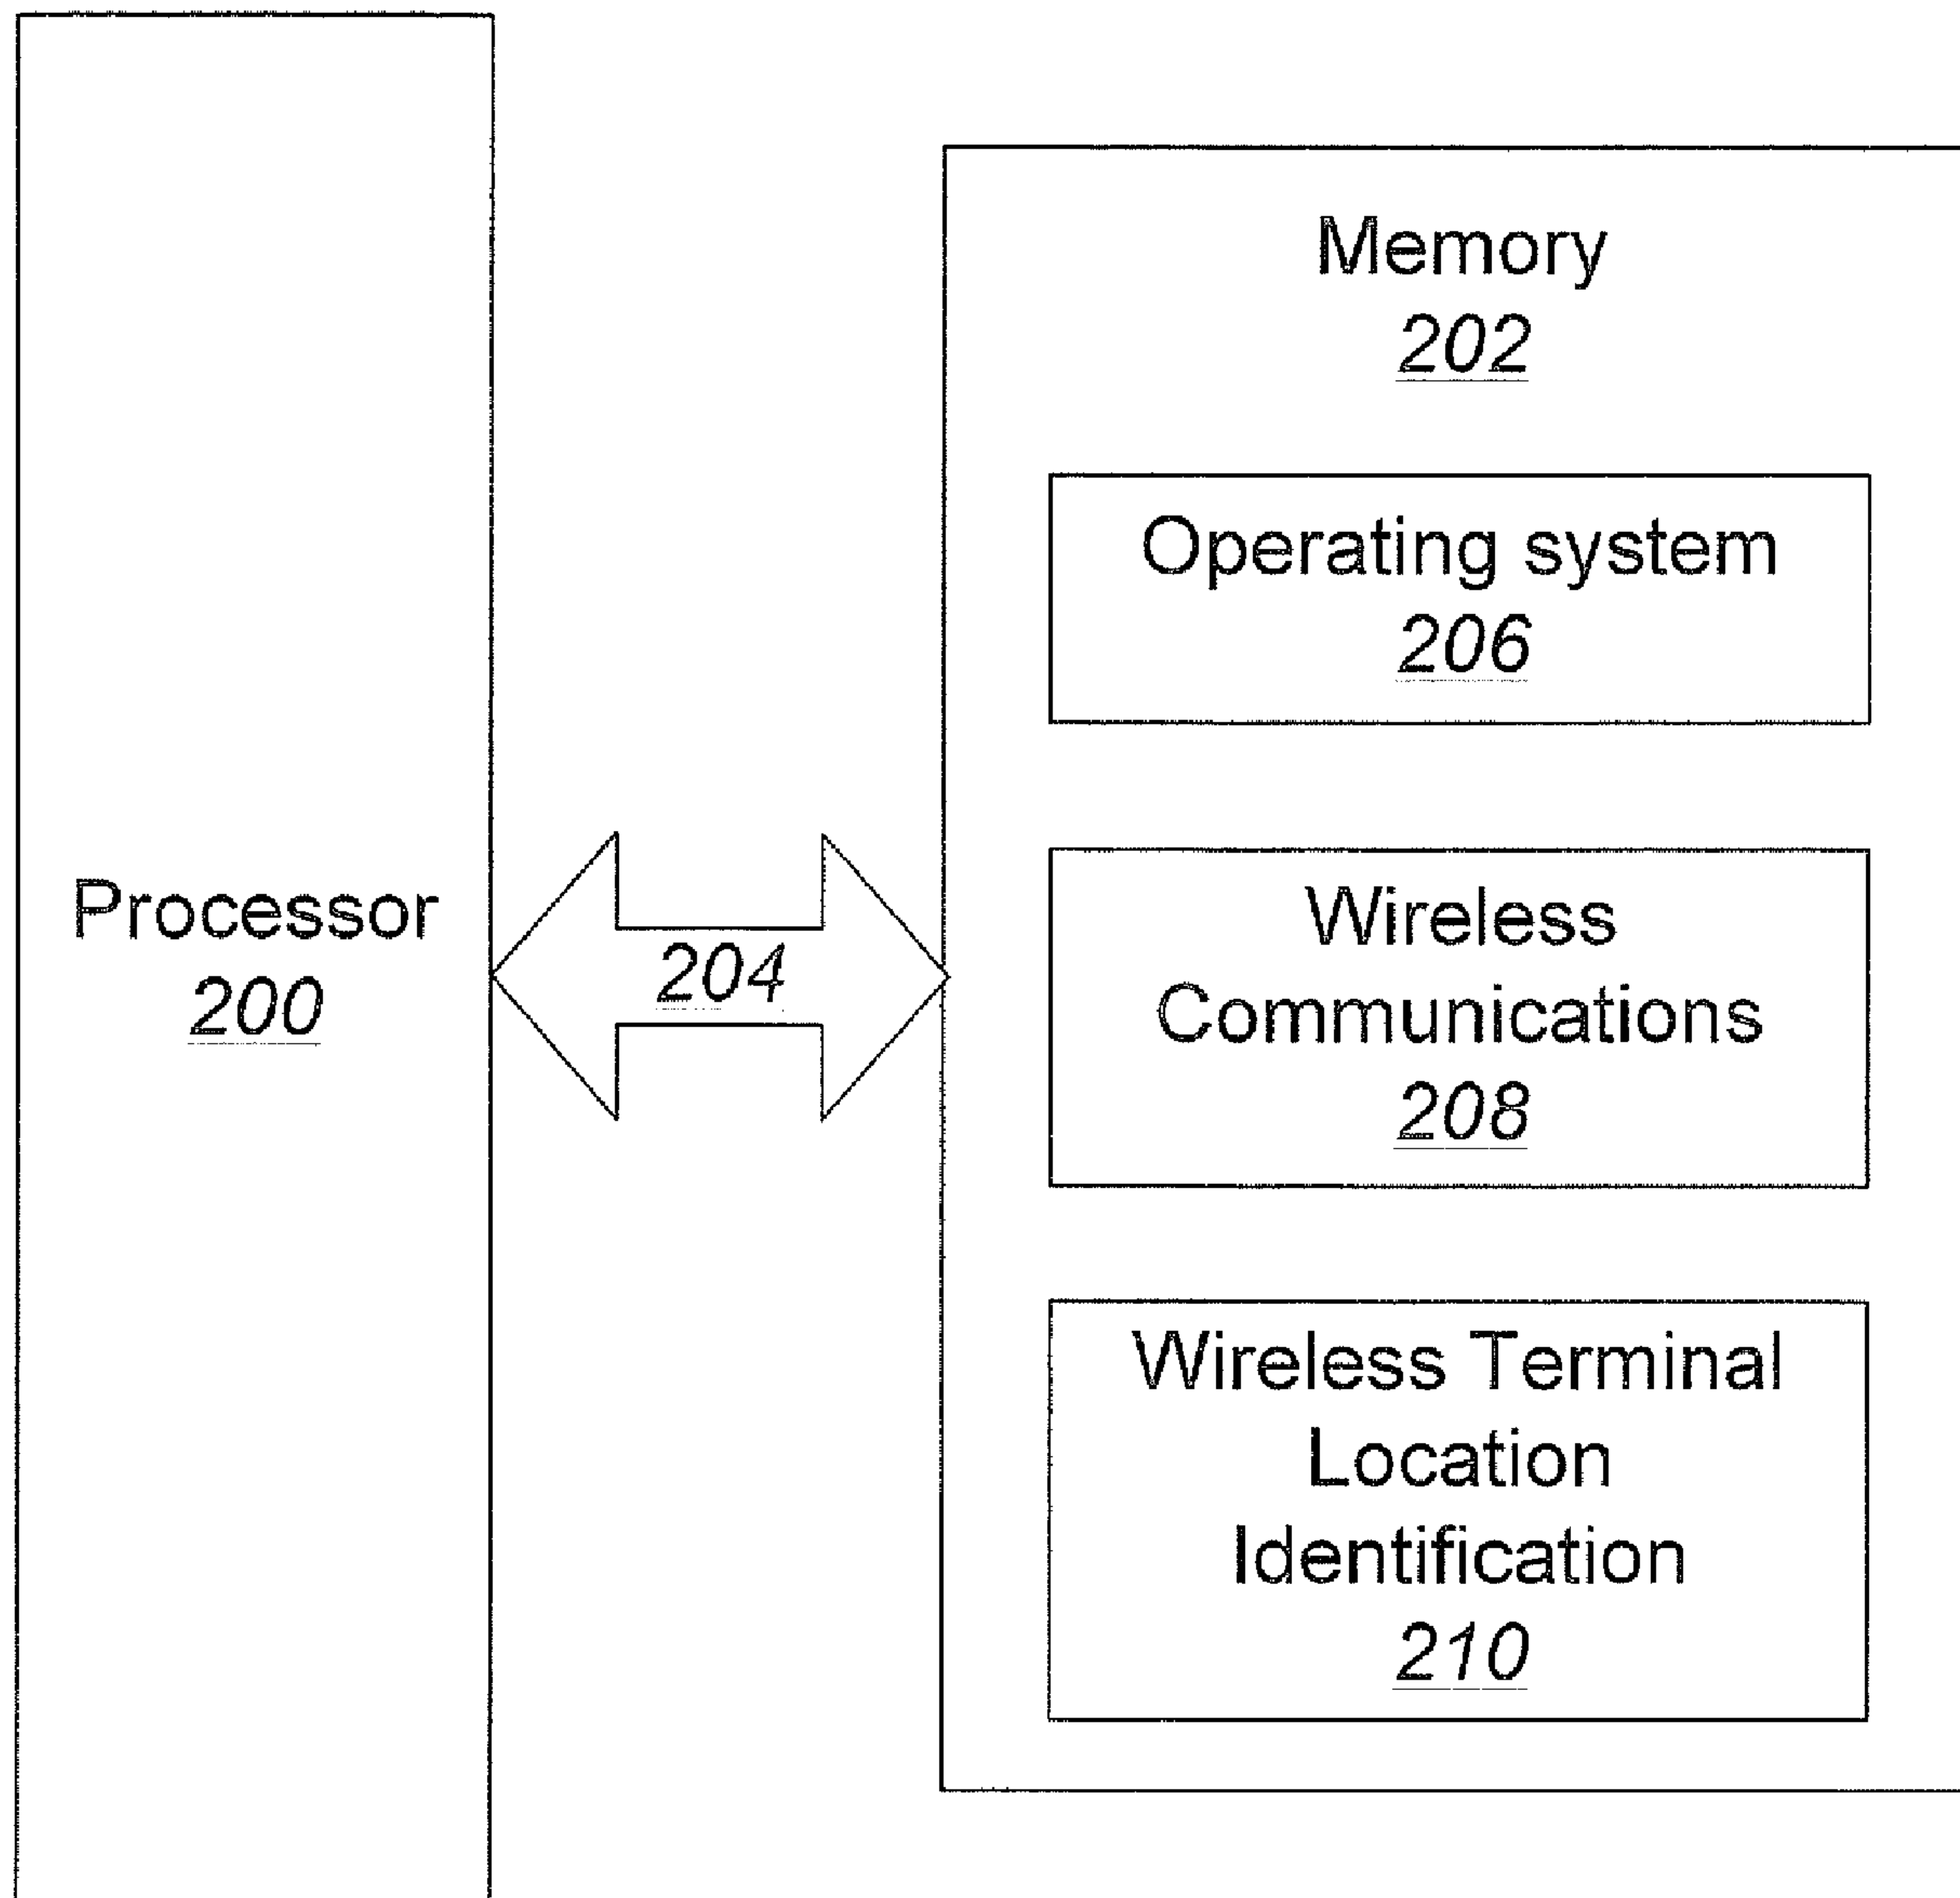 Processor
200
204
Memory
202
Operating system
206
Wireless
Communications
208
Wireless Terminal
Location
Identification
210